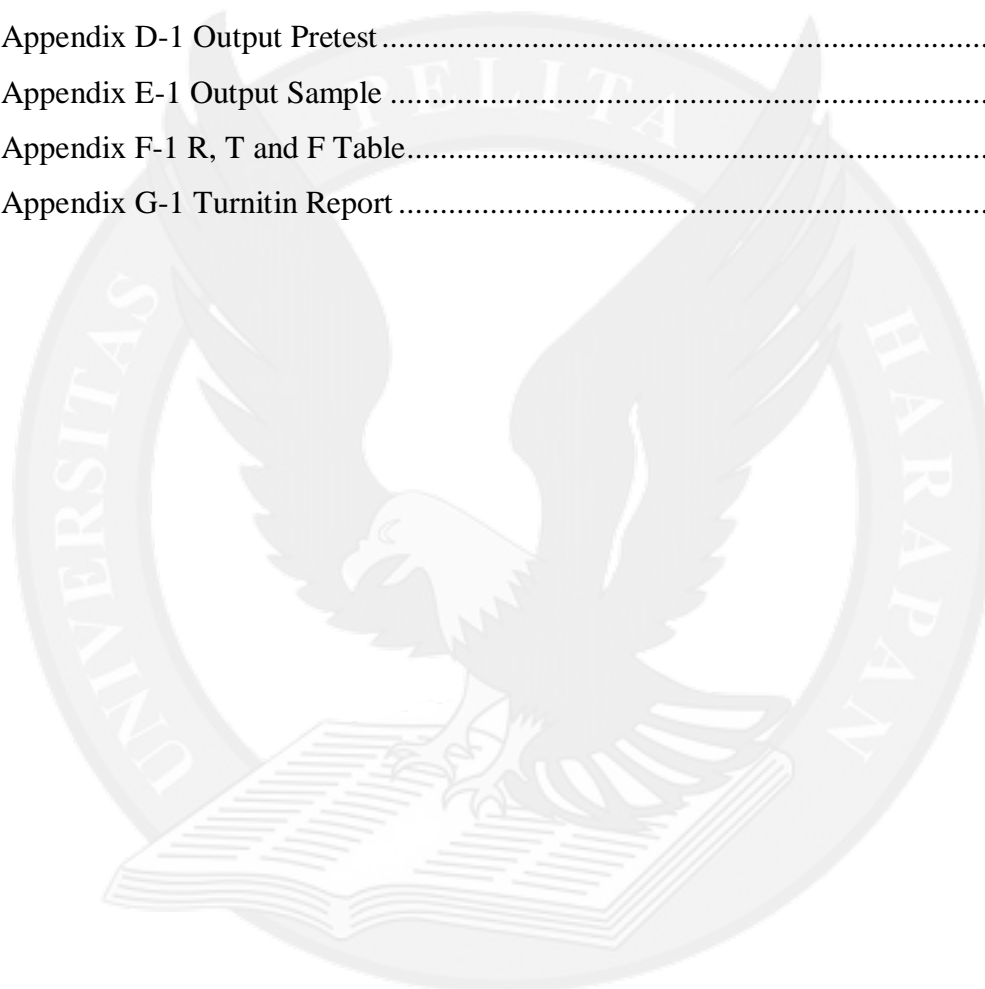 Appendix D-1 Output Pretest......................................................................
Appendix E-1 Output Sample ......................................................................
Appendix F-1 R, T and F Table......................................................................
Appendix G-1 Turnitin Report ......................................................................
UNIVERSITAS PELITA HARAPAN